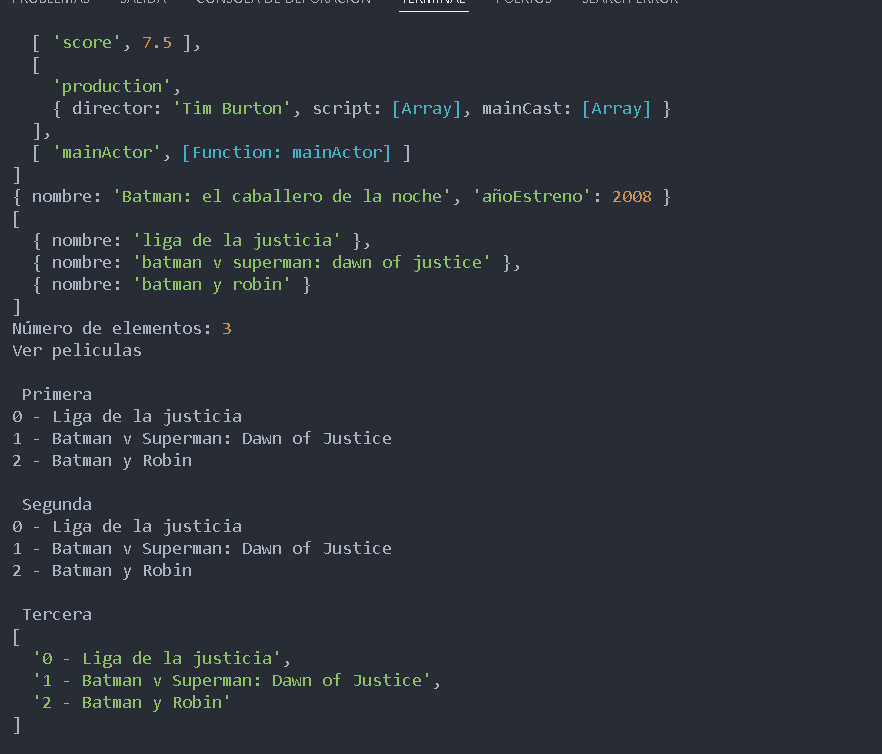 PROBLEMAS SALIDA CONSOLA DE DEPURACIÓN TERMINAL PUERTOS SEARCH ERROR
[ 'score', 7.5 ],
[
'production',
{ director: 'Tim Burton', script: [Array], mainCast: [Array] }
],
[ 'mainActor', [Function: mainActor] ]
]
{ nombre: 'Batman: el caballero de la noche', 'añoEstreno': 2008 }
[
{ nombre: 'liga de la justicia' },
{ nombre: 'batman v superman: dawn of justice' },
{ nombre: 'batman y robin' }
]
Número de elementos: 3
Ver peliculas
Primera
0 - Liga de la justicia
1 - Batman v Superman: Dawn of Justice
2 - Batman y Robin
Segunda
0 - Liga de la justicia
1 - Batman v Superman: Dawn of Justice
2 - Batman y Robin
Tercera
[
'0 - Liga de la justicia',
'1 - Batman v Superman: Dawn of Justice',
'2 - Batman y Robin'
]